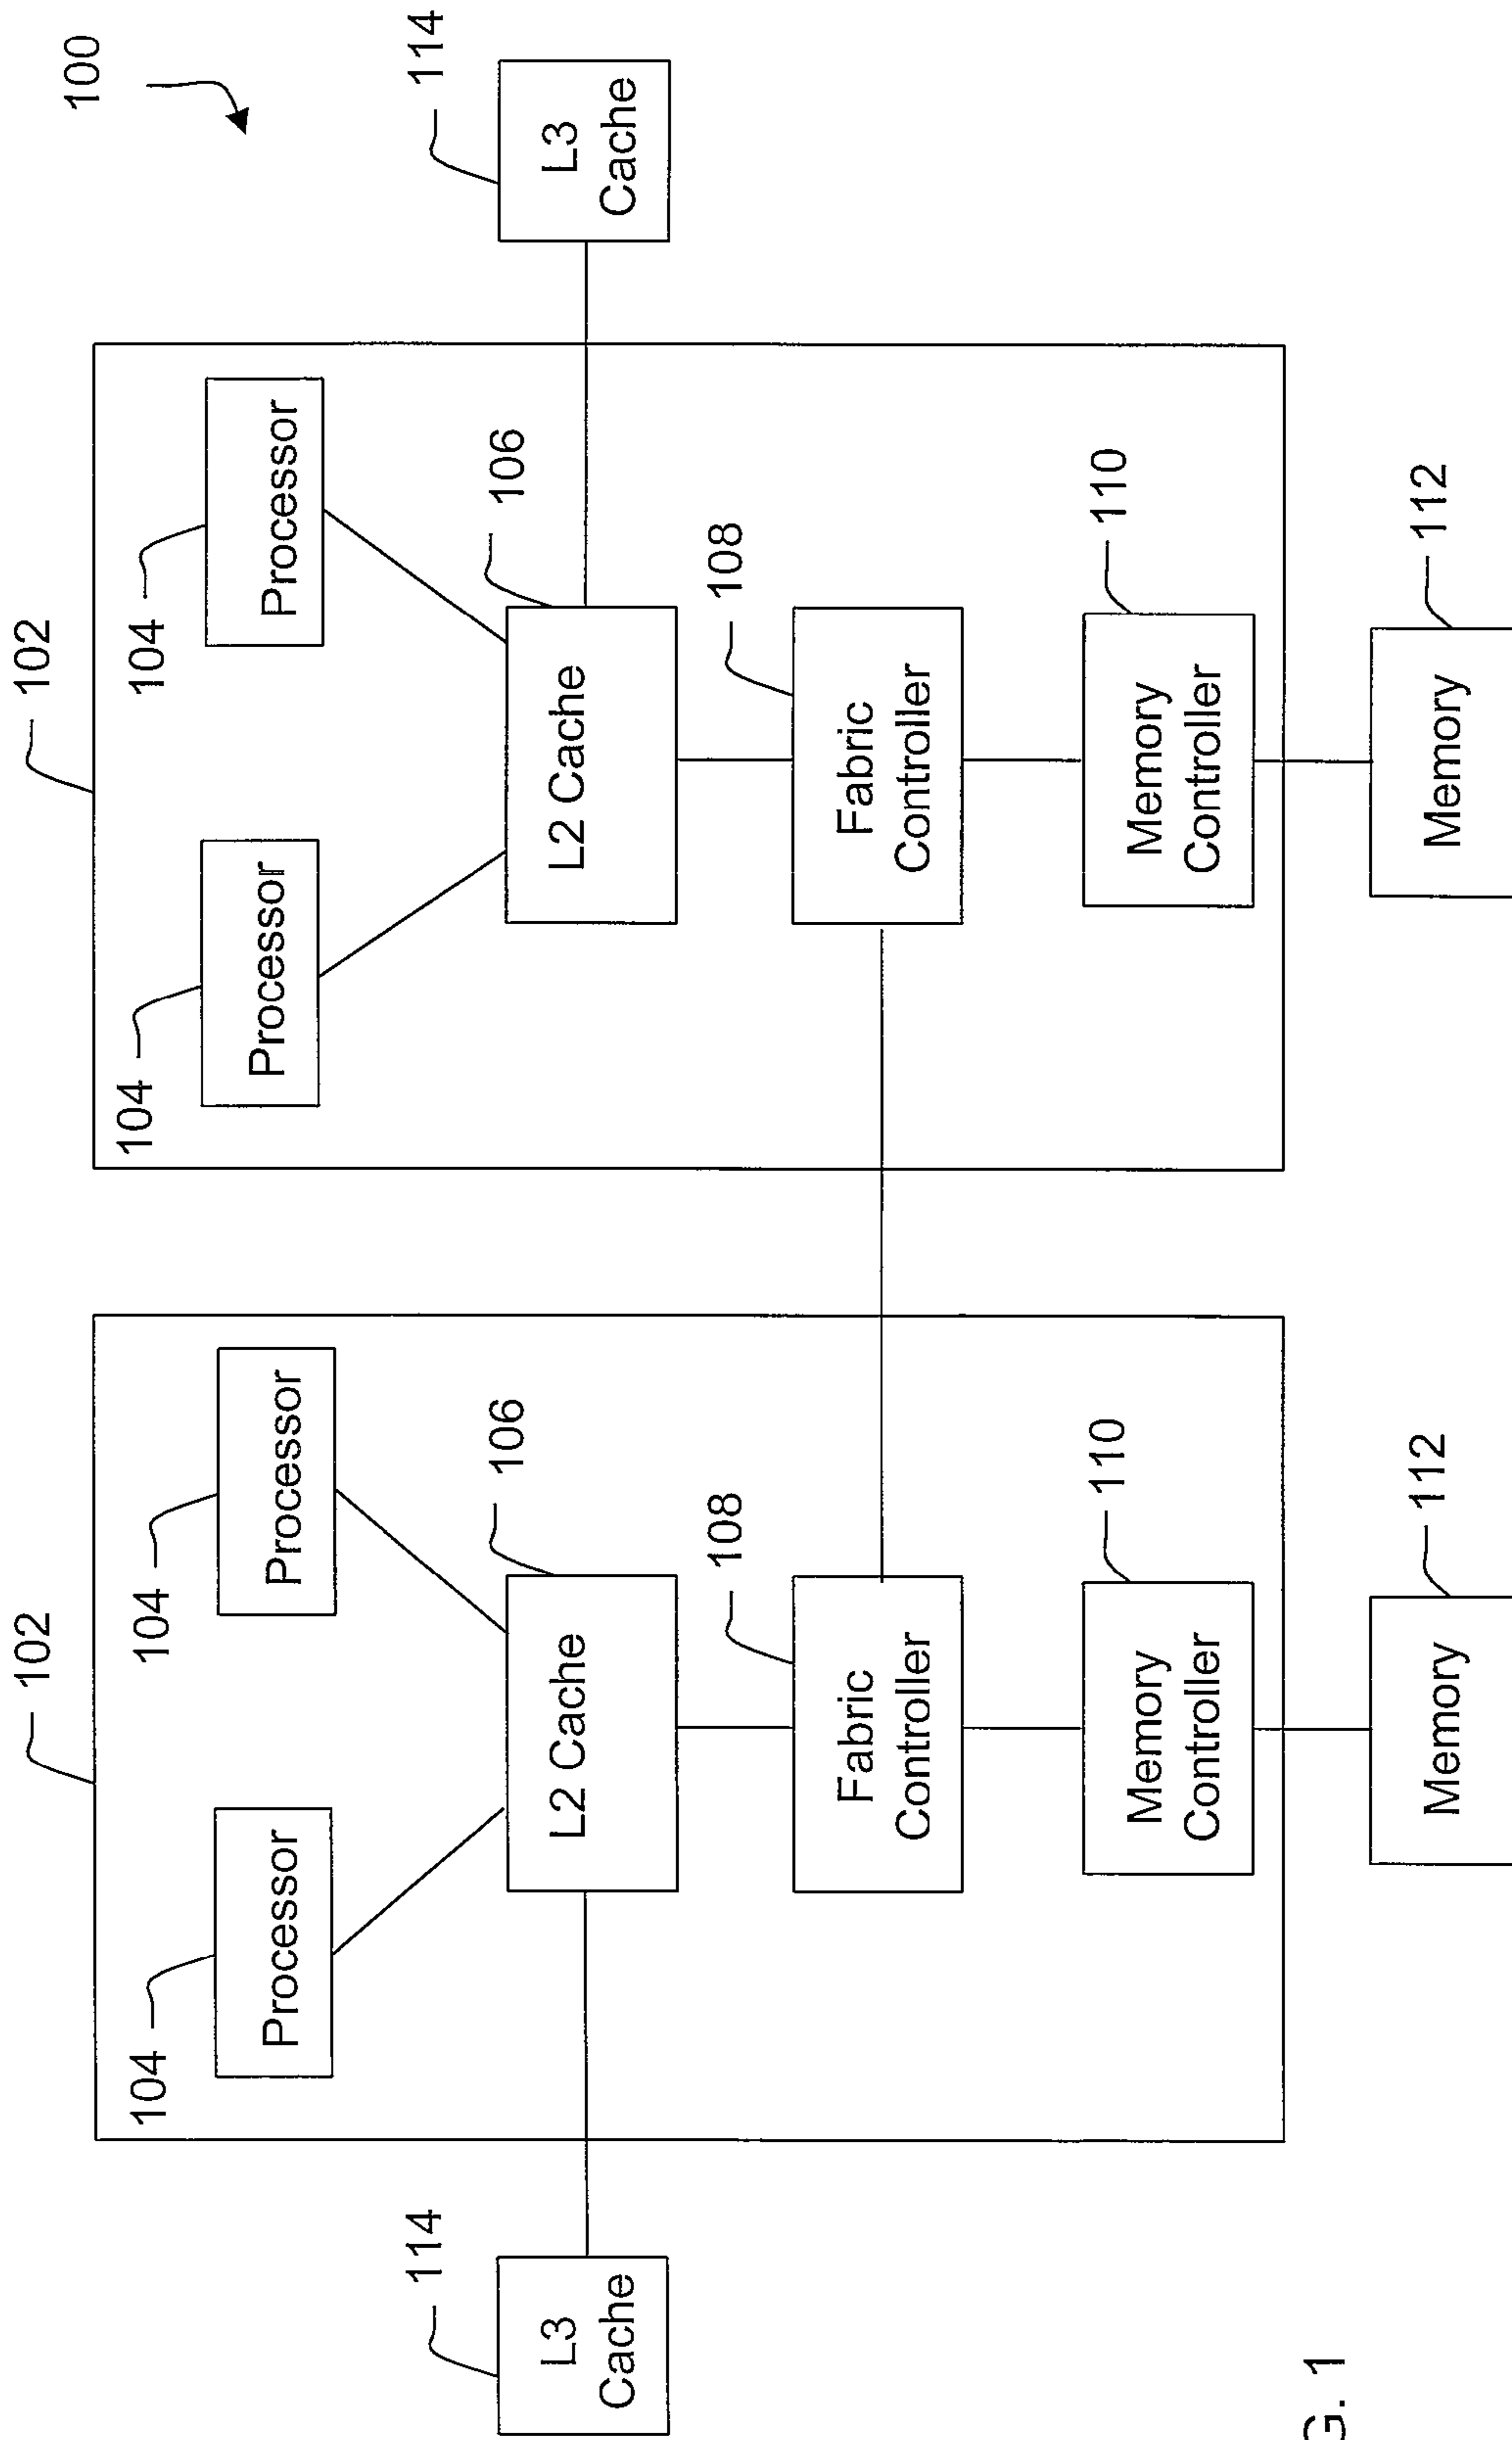 102
102
100
104
104
104
104
Processor
Processor
Processor
Processor
114
106
106
114
L3
Cache
L2 Cache
L2 Cache
L3
Cache
108
108
Fabric
Controller
Fabric
Controller
110
110
Memory
Controller
Memory
Controller
G. 1
112
112
Memory
Memory